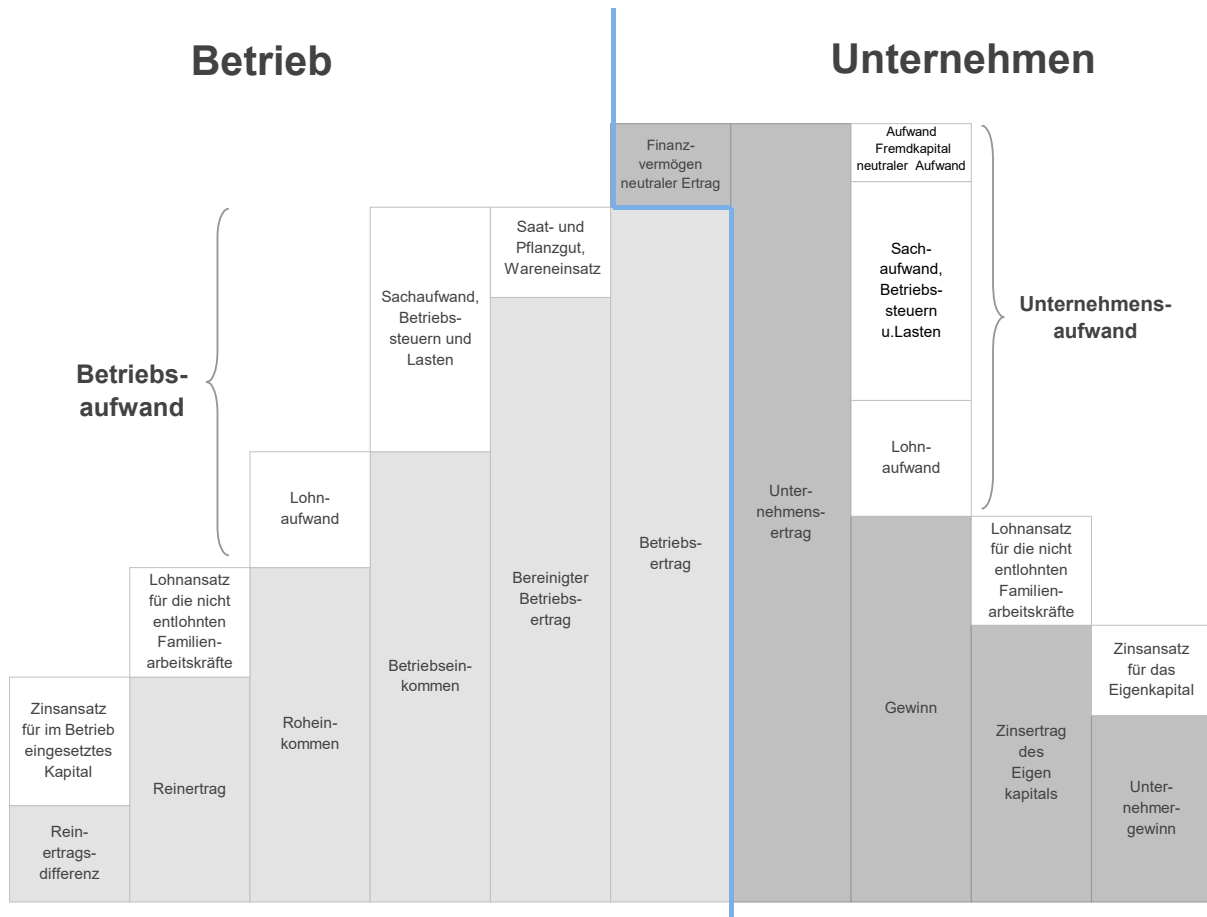 Betrieb
Unternehmen
Betriebs-
aufwand
Zinsansatz
für im Betrieb
eingesetztes
Kapital
Rein-
ertrags-
differenz
Lohnansatz
für die nicht
entlohnten
Familien-
arbeitskräfte
Reinertrag
Lohn-
aufwand
Rohein-
kommen
Sachaufwand,
Betriebs-
steuern und
Lasten
Betriebsein-
kommen
Saat- und
Pflanzgut,
Wareneinsatz
Bereinigter
Betriebs-
ertrag
Finanz-
vermögen
neutraler Ertrag
Betriebs-
ertrag
Unter-
nehmens-
ertrag
Aufwand
Fremdkapital
neutraler Aufwand
Sach-
aufwand,
Betriebs-
steuern
u.Lasten
Lohn-
aufwand
Gewinn
Unternehmens-
aufwand
Lohnansatz
für die nicht
entlohnten
Familien-
arbeitskräfte
Zinsertrag
des
Eigen
kapitals
Zinsansatz
für das
Eigenkapital
Unter-
nehmer-
gewinn